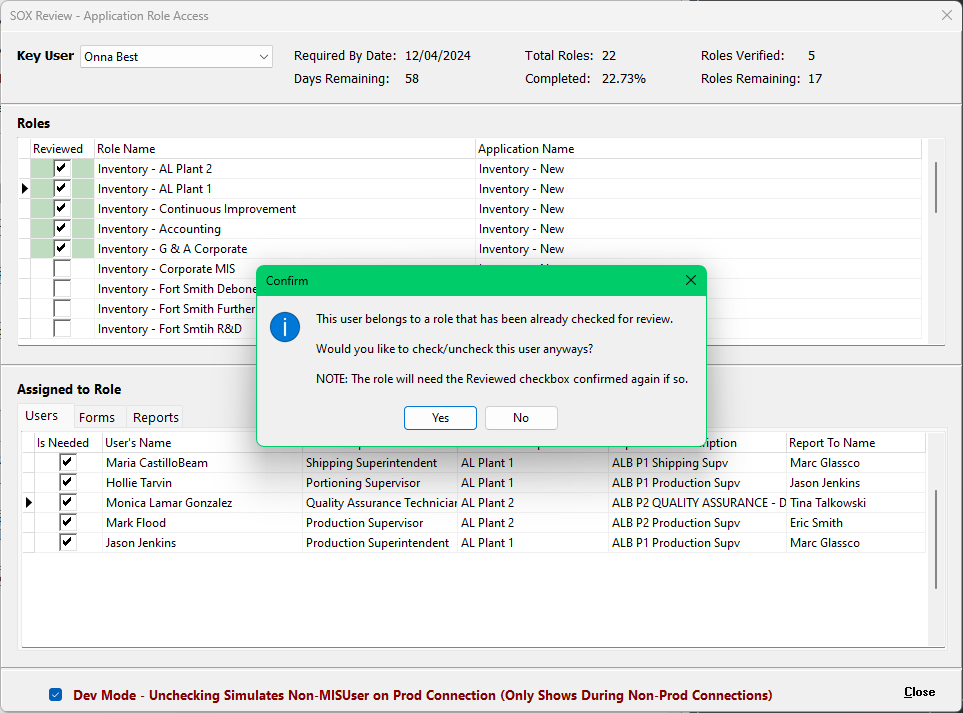 SOX Review - Application Role Access
Key User Onna Best Required By Date: 12/04/2024 Total Roles: 22 Roles Verified: 5
Days Remaining: 58 Completed: 22.73% Roles Remaining: 17
Roles
Reviewed Role Name Application Name
Inventory - AL Plant 2 Inventory - New
Inventory - AL Plant 1 Inventory - New
Inventory - Continuous Improvement Inventory - New
Inventory - Accounting Inventory - New
Inventory - G & A Corporate Inventory - New
Inventory - Corporate MIS
Inventory - Fort Smith Debone
Inventory - Fort Smith Further
Inventory - Fort Smtih R&D
Confirm
This user belongs to a role that has been already checked for review.
Would you like to check/uncheck this user anyways?
NOTE: The role will need the Reviewed checkbox confirmed again if so.
Yes No
Assigned to Role
Users Forms Reports
Is Needed User's Name Report To Name
Maria CastilloBeam Shipping Superintendent AL Plant 1 ALB P1 Shipping Supv Marc Glassco
Hollie Tarvin Portioning Supervisor AL Plant 1 ALB P1 Production Supv Jason Jenkins
Monica Lamar Gonzalez Quality Assurance Technician AL Plant 2 ALB P2 QUALITY ASSURANCE - D Tina Talkowski
Mark Flood Production Supervisor AL Plant 2 ALB P2 Production Supv Eric Smith
Jason Jenkins Production Superintendent AL Plant 1 ALB P1 Production Supv Marc Glassco
Dev Mode - Unchecking Simulates Non-MISUser on Prod Connection (Only Shows During Non-Prod Connections)
Close